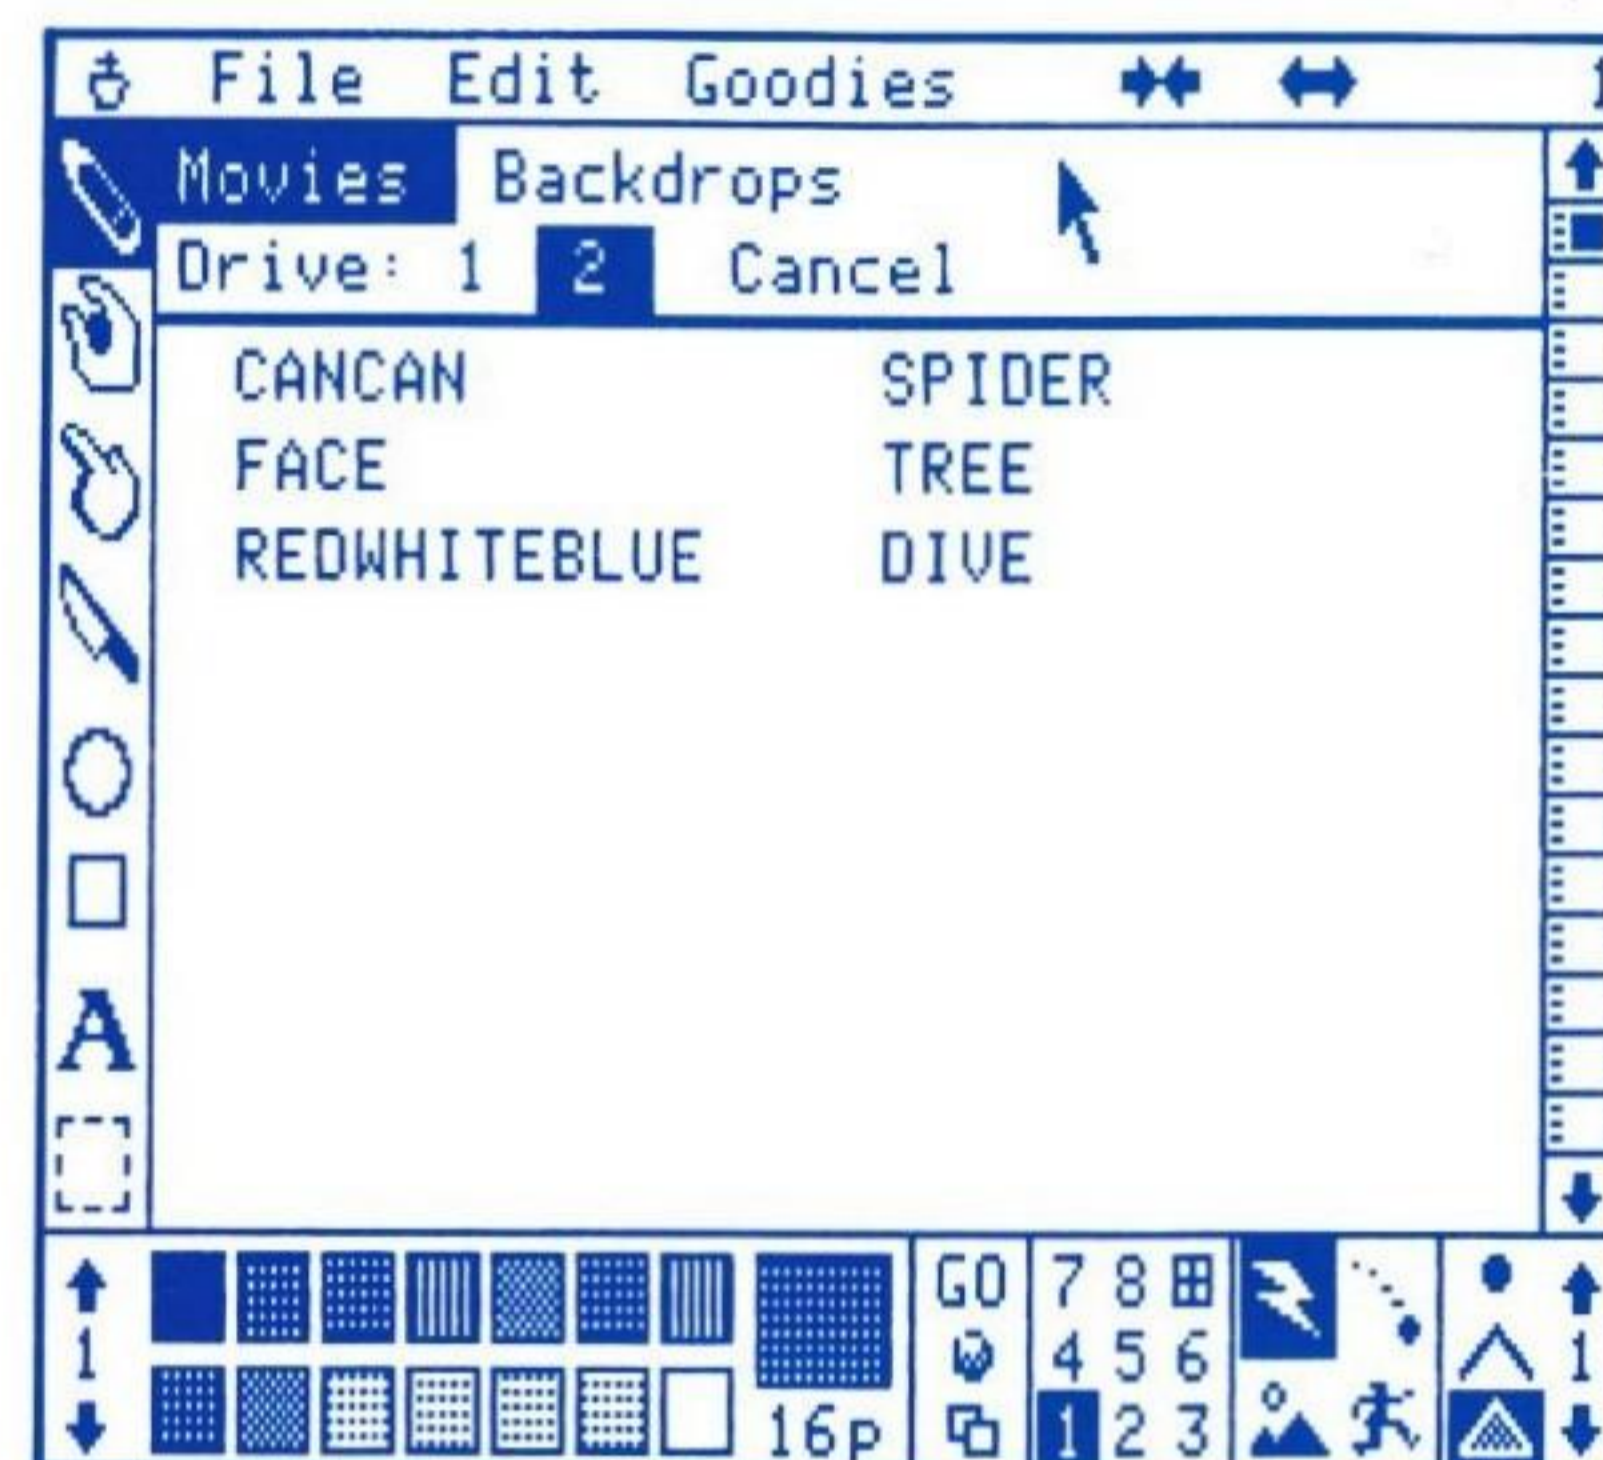 File Edit Goodies
Movies Backdrops
Drive: 1 2 Cancel
CANCAN SPIDER
FACE TREE
REDWHITEBLUE DIVE
A
GO 7 8
1 4 5 6 1
16p 1 2 3